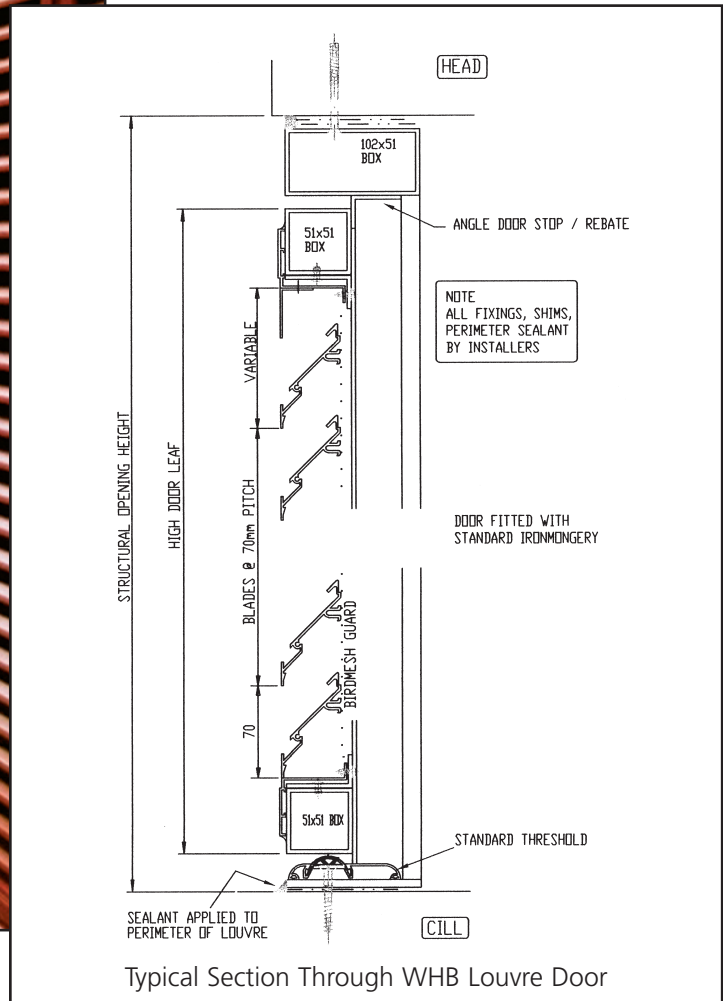 HEAD
102x51
BOX
ANGLE DOOR STOP / REBATE
51x51
BOX
NOTE
ALL FIXINGS, SHIMS,
PERIMETER SEALANT
BY INSTALLERS
VARIABLE
STRUCTURAL OPENING HEIGHT
HIGH DOOR LEAF
BLADES @ 70mm PITCH
DOOR FITTED WITH
STANDARD IRONMONGERY
BIRDMESH GUARD
70
51x51 BOX
STANDARD THRESHOLD
SEALANT APPLIED TO
PERIMETER OF LOUVRE
CILL
Typical Section Through WHB Louvre Door